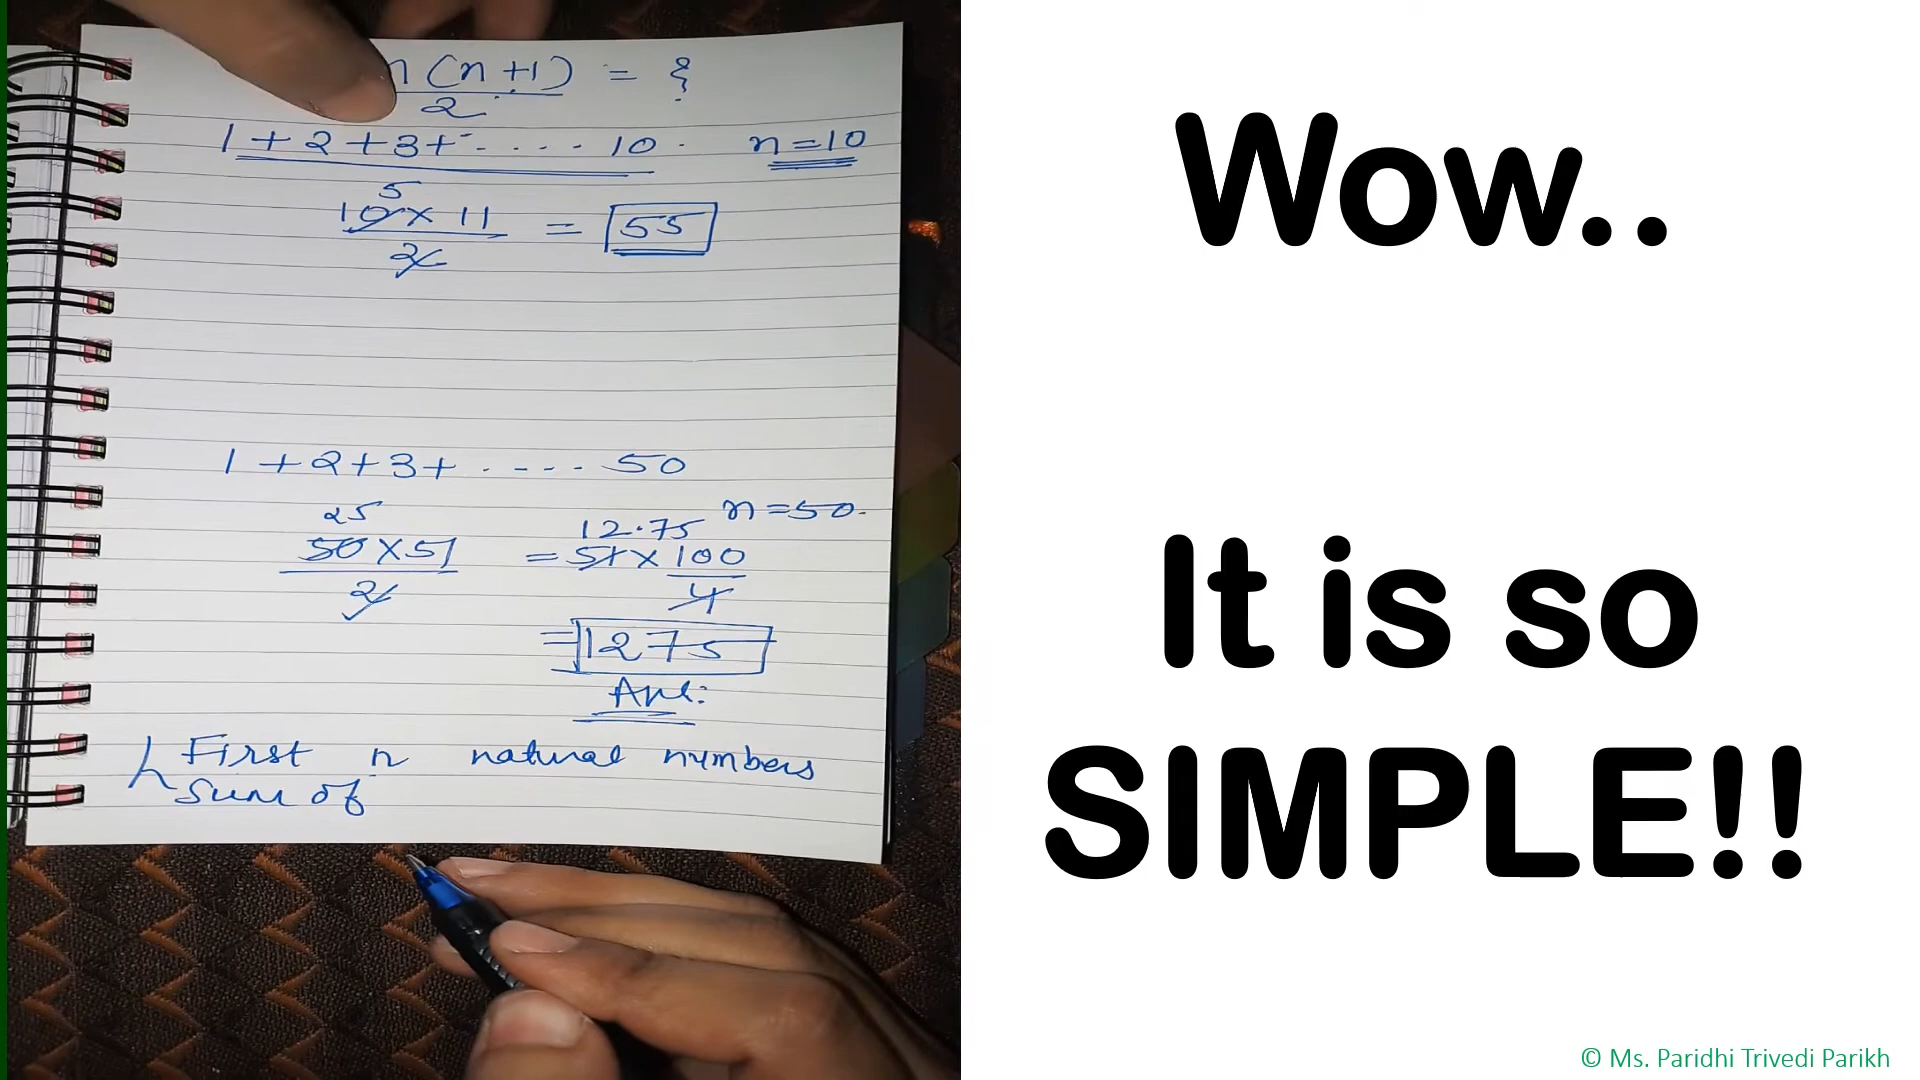 n (n+1) = ?
2
1 + 2 + 3 + ..... 10. n = 10
5
10 x 11 = 55
2
1 + 2 + 3 + ..... 50
25
n = 50.
12.75
50 x 51 = 51 x 100
2 4
= 1275
Ans:
First n natural numbers
Sum of
Wow..
It is so
SIMPLE!!
© Ms. Paridhi Trivedi Parikh